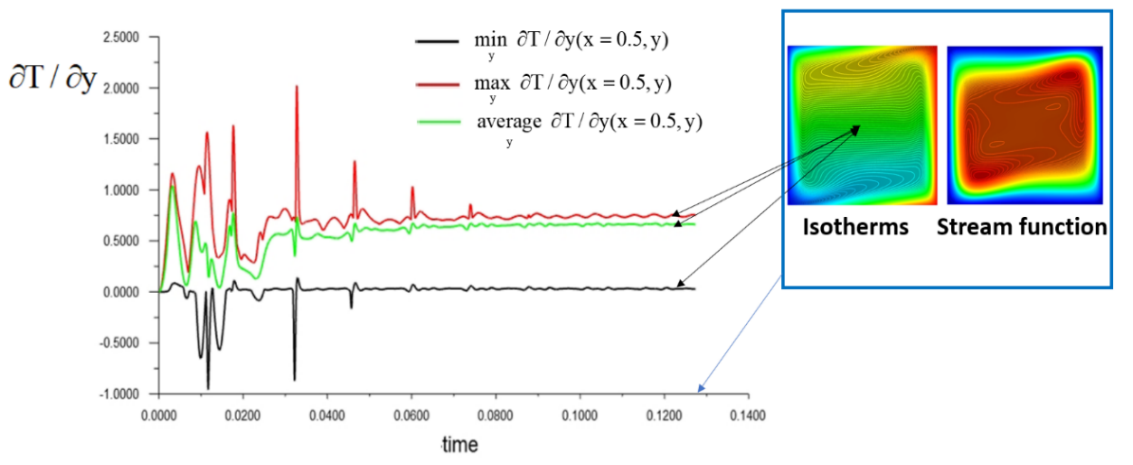 ∂T / ∂y
2.5000
2.0000
1.5000
1.0000
0.5000
0.0000
-0.5000
-1.0000
0.0000 0.0200 0.0400 0.0600 0.0800 0.1000 0.1200 0.1400
time
min ∂T / ∂y(x = 0.5, y)
y
max ∂T / ∂y(x = 0.5, y)
y
average ∂T / ∂y(x = 0.5, y)
y
Isotherms Stream function